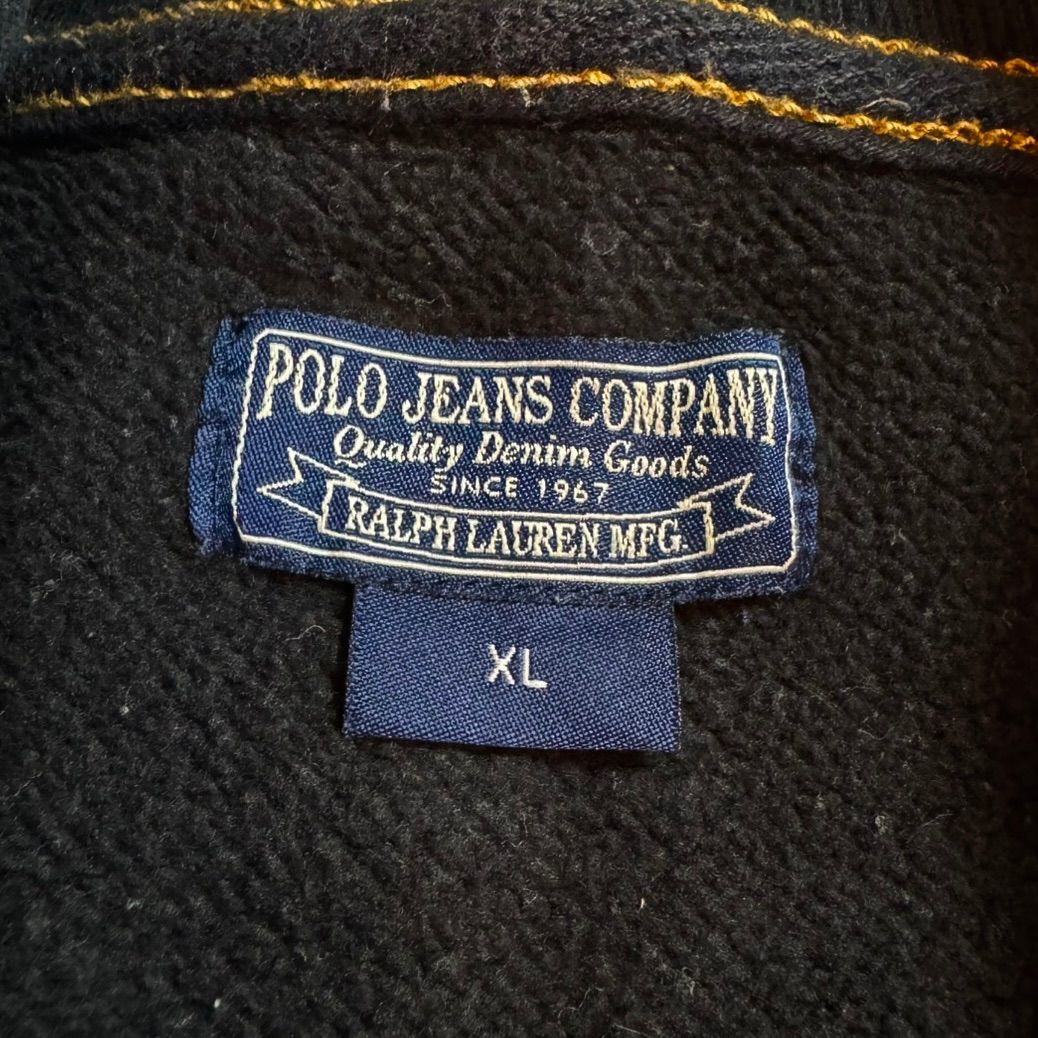 POLO JEANS COMPANY
Quality Denim Goods
SINCE 1967
RALPH LAUREN MFG.
XL